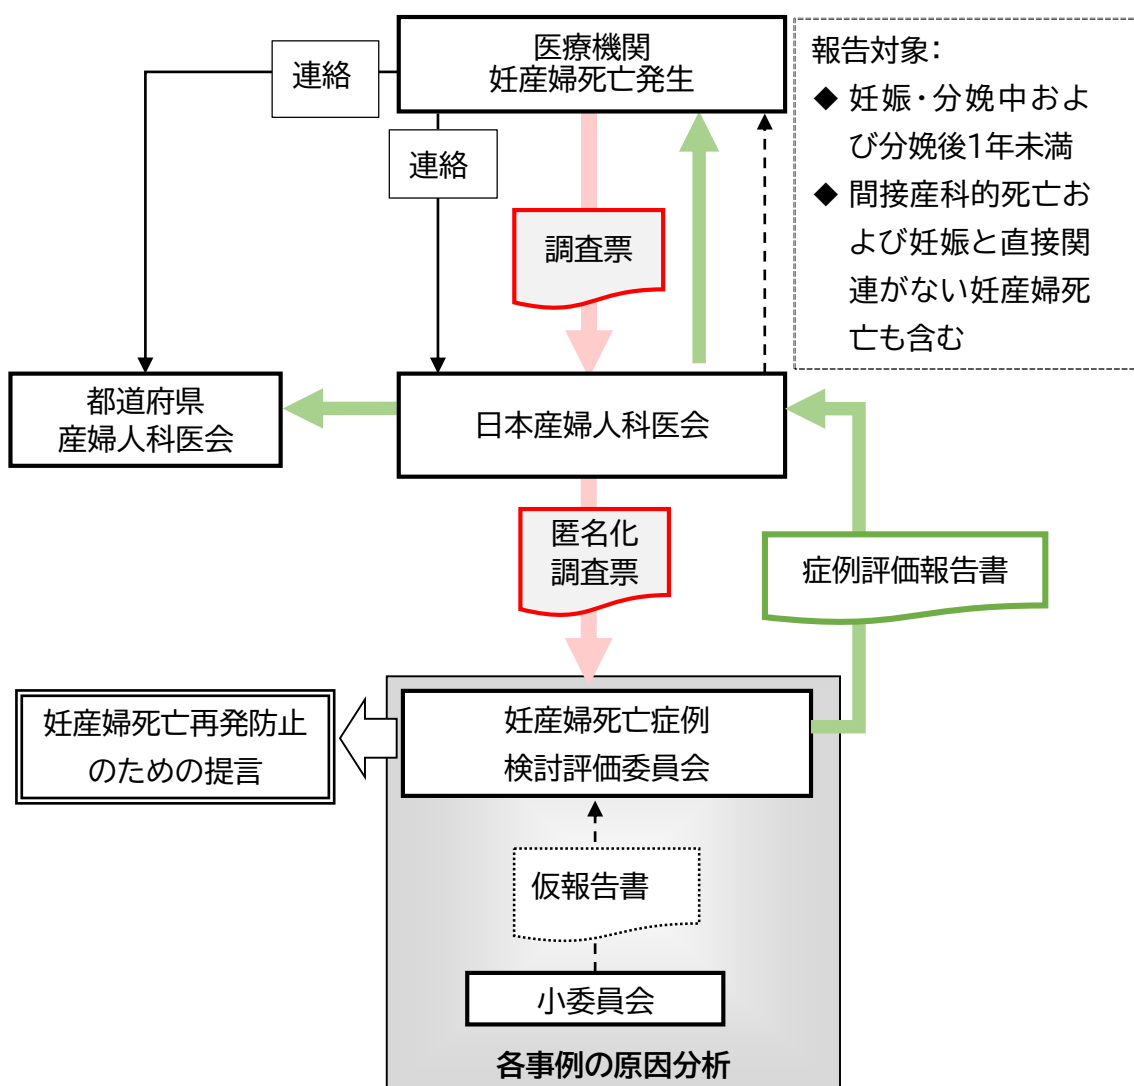 医療機関
妊産婦死亡発生
連絡
連絡
報告対象：
◆ 妊娠・分娩中およ
び分娩後1年未満
◆ 間接産科的死亡お
よび妊娠と直接関
連がない妊産婦死
亡も含む
調査票
都道府県
産婦人科医会
日本産婦人科医会
匿名化
調査票
症例評価報告書
妊産婦死亡再発防止
のための提言
妊産婦死亡症例
検討評価委員会
仮報告書
小委員会
各事例の原因分析